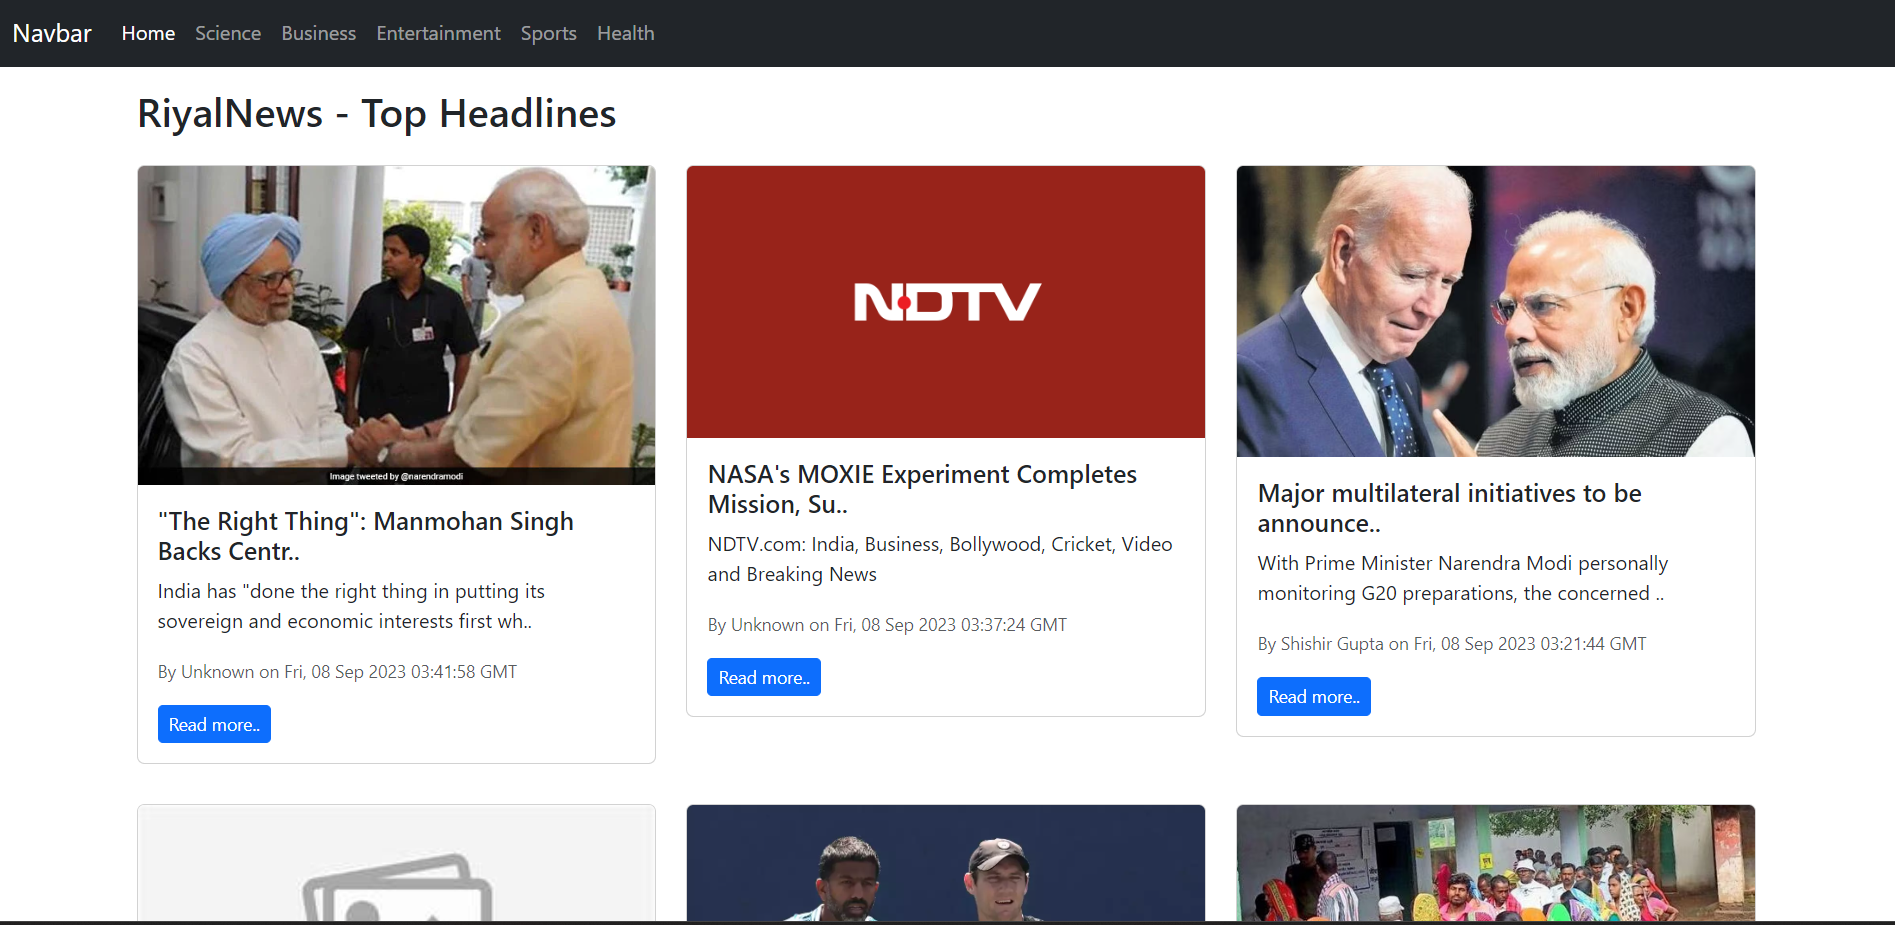 Navbar Home Science Business Entertainment Sports Health
RiyalNews - Top Headlines
Image tweeted by @narendramodi
"The Right Thing": Manmohan Singh
Backs Centr..
India has "done the right thing in putting its
sovereign and economic interests first wh..
By Unknown on Fri, 08 Sep 2023 03:41:58 GMT
Read more..
NDTV
NASA's MOXIE Experiment Completes
Mission, Su..
NDTV.com: India, Business, Bollywood, Cricket, Video
and Breaking News
By Unknown on Fri, 08 Sep 2023 03:37:24 GMT
Read more..
Major multilateral initiatives to be
announce..
With Prime Minister Narendra Modi personally
monitoring G20 preparations, the concerned ..
By Shishir Gupta on Fri, 08 Sep 2023 03:21:44 GMT
Read more..